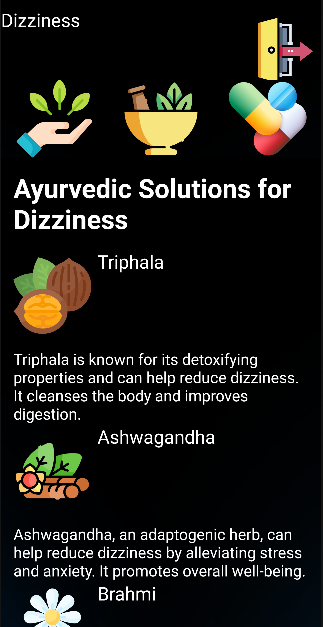 Dizziness
Ayurvedic Solutions for
Dizziness
Triphala
Triphala is known for its detoxifying
properties and can help reduce dizziness.
It cleanses the body and improves
digestion.
Ashwagandha
Ashwagandha, an adaptogenic herb, can
help reduce dizziness by alleviating stress
and anxiety. It promotes overall well-being.
Brahmi